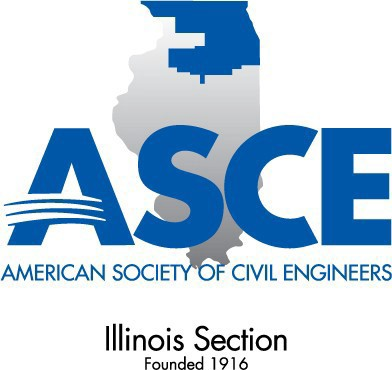 ASCE
AMERICAN SOCIETY OF CIVIL ENGINEERS
Illinois Section
Founded 1916